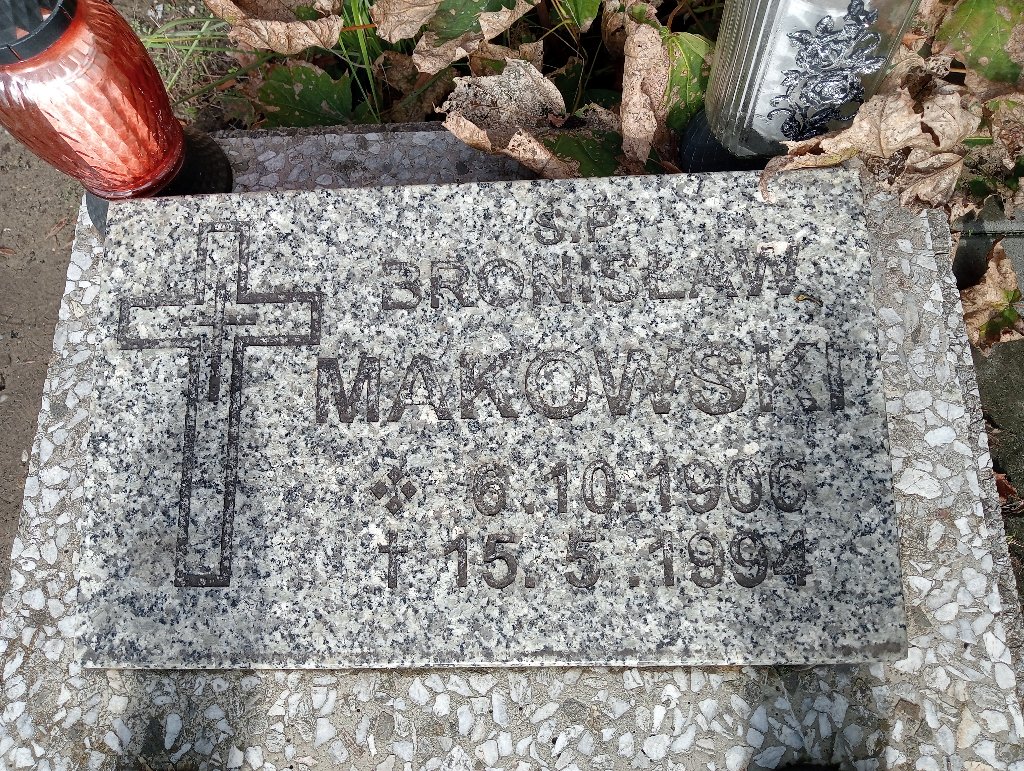 S.P
BRONISŁAW
MAKOWSKI
6.10.1906
† 15.5.1994